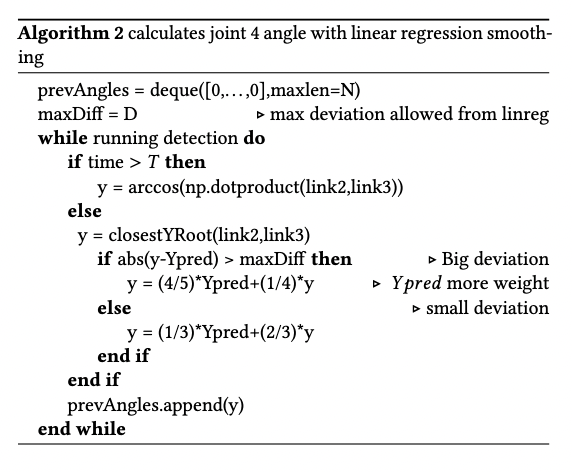 Algorithm 2 calculates joint 4 angle with linear regression smooth-
ing
prevAngles = deque([0,...,0],maxlen=N)
maxDiff = D ▷ max deviation allowed from linreg
while running detection do
if time > T then
y = arccos(np.dotproduct(link2,link3))
else
y = closestYRoot(link2,link3)
if abs(y-Ypred) > maxDiff then ▷ Big deviation
y = (4/5)*Ypred+(1/4)*y ▷ Ypred more weight
else ▷ small deviation
y = (1/3)*Ypred+(2/3)*y
end if
end if
prevAngles.append(y)
end while